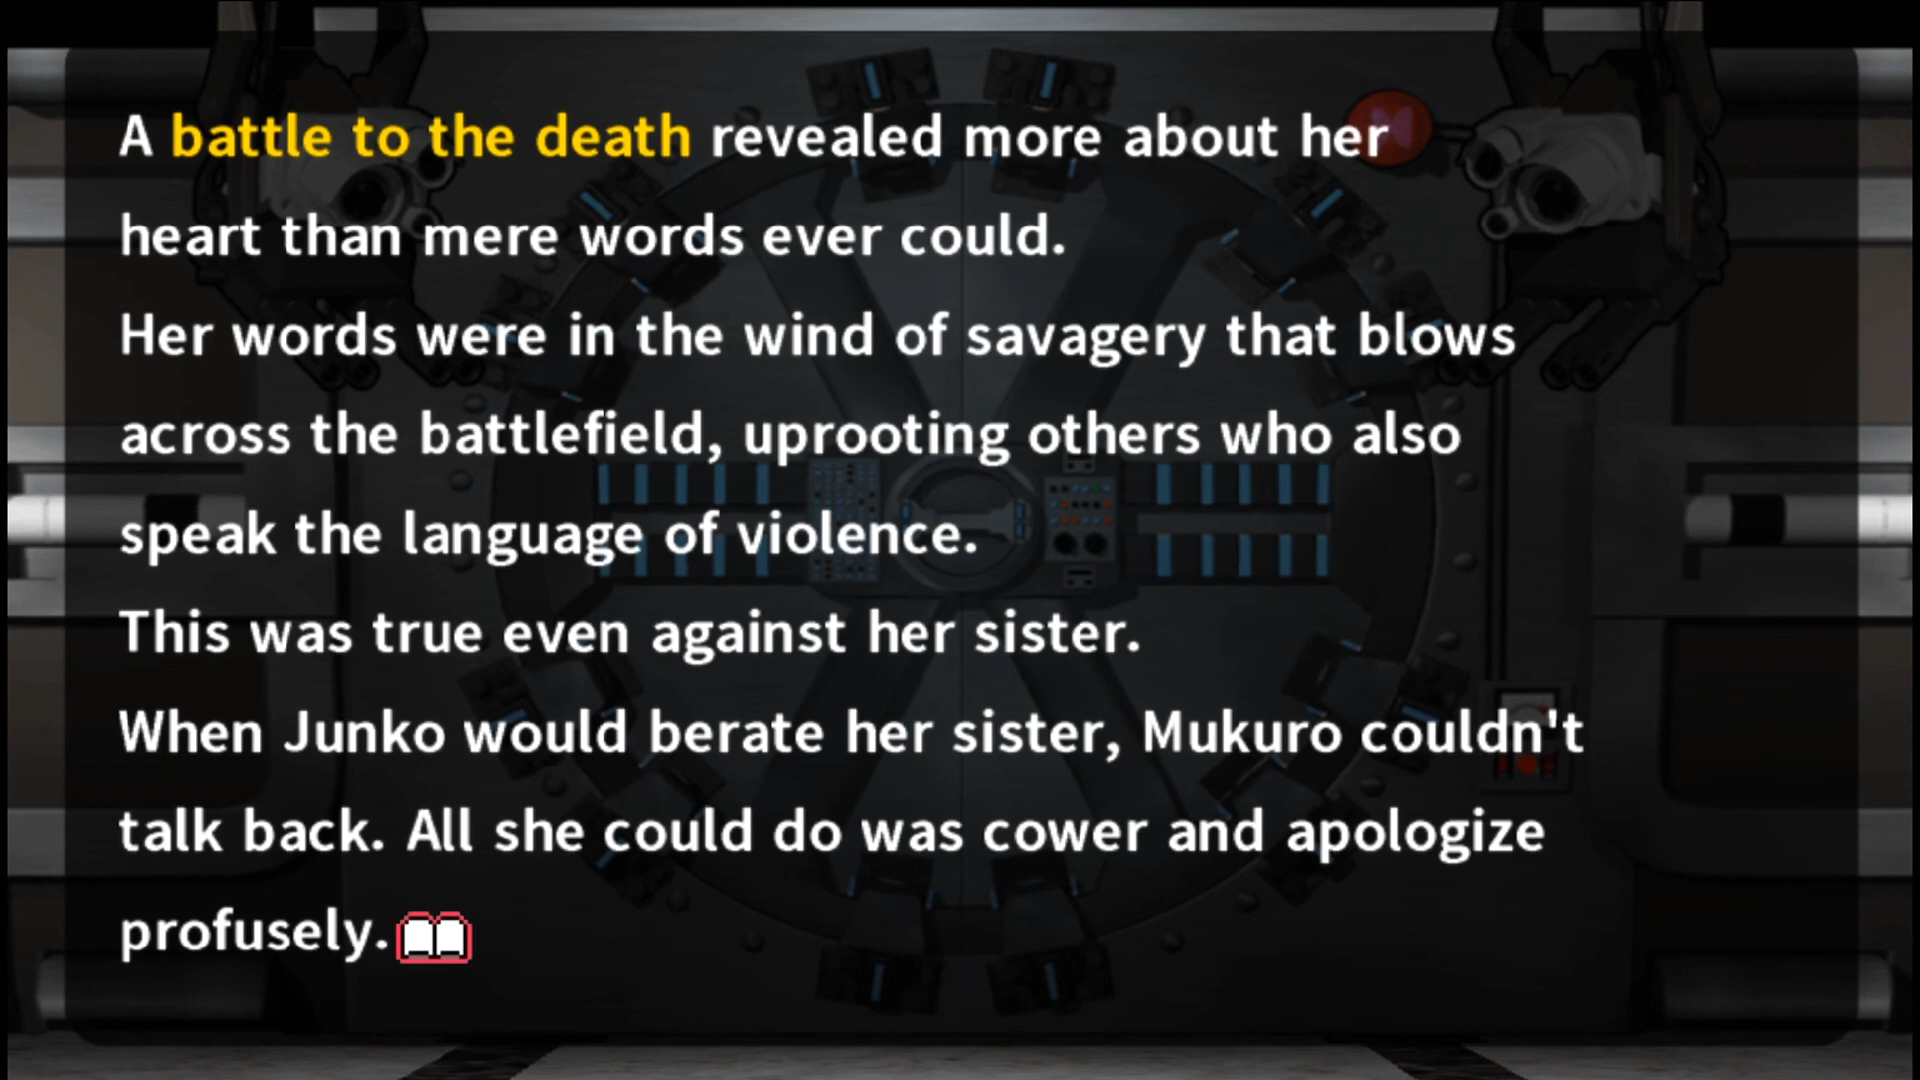 A battle to the death revealed more about her
heart than mere words ever could.
Her words were in the wind of savagery that blows
across the battlefield, uprooting others who also
speak the language of violence.
This was true even against her sister.
When Junko would berate her sister, Mukuro couldn't
talk back. All she could do was cower and apologize
profusely.